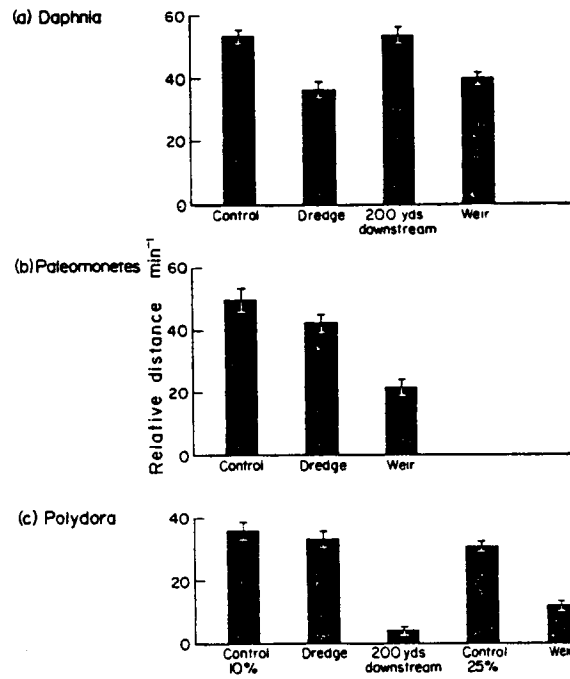 (a) Daphnia
60
40
20
0
Control Dredge 200 yds Weir
downstream
(b) Paleomonetes
Relative distance min⁻¹
60
40
20
0
Control Dredge Weir
(c) Polydora
40
20
0
Control Dredge 200 yds Control Weir
10% downstream 25%